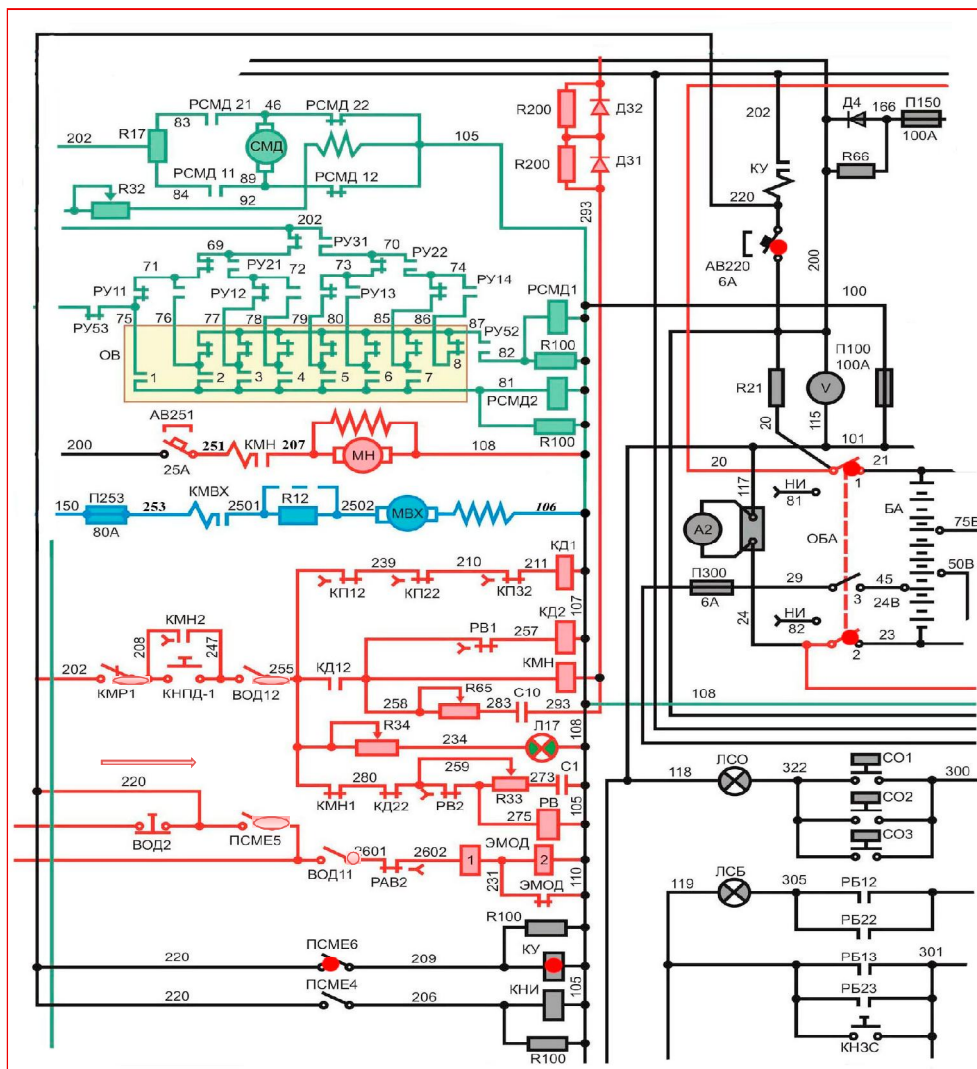 РСМД 21 46 РСМД 22
83
202
R17
СМД
105
РСМД 11 89 РСМД 12
84
R32
92
R200
Д32
R200
Д31
293
202
КУ
220
АВ220
6А
200
Д4 166 П150
100А
R66
202
69 РУ31 70
71 РУ21 72 73 РУ22 74
РУ11 РУ12 РУ13 РУ14
РУ53 75 76 77 78 79 80 85 86 87 РУ52
ОВ
82
1 2 3 4 5 6 7 8
РСМД1
R100
81
РСМД2
R100
100
П100
100А
R21
V
20
115
101
АВ251
200
25А
251 КМН 207
МН
108
150 П253 253 КМВХ
80А
2501 R12 2502
МВХ
106
20 1 21
НИ
81
117
А2
ОБА
БА
75В
50В
П300
6А
29 3 45
24В
24
НИ
82
2 23
КД1
239 210 211
КП12 КП22 КП32
107
КД2
РВ1 257
КМН2
208 247
202
КМР1 КНПД-1 ВОД12
255 КД12
КМН
R65 С10
258 283 293
108
R34
234
Л17
108
280 259
КМН1 КД22 РВ2
R33
273 С1
275 РВ
105
220
ВОД2 ПСМЕ5
2601 2602
ВОД11 РАВ2
1 ЭМОД 2
231
ЭМОД
110
R100
КУ
ПСМЕ6
220 209
ПСМЕ4
220 206
КНИ
105
R100
118 ЛСО 322 СО1 300
СО2
СО3
119 ЛСБ 305 РБ12
РБ22
РБ13 301
РБ23
КНЗС